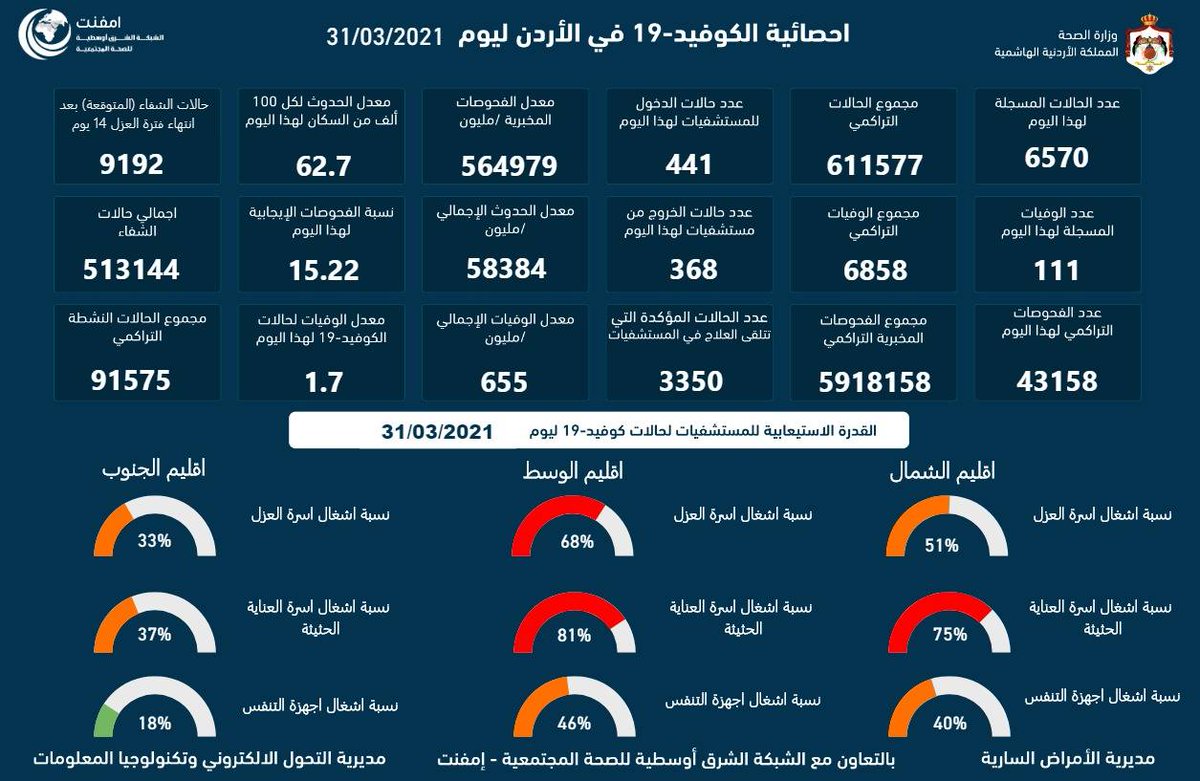 وزارة الصحة
المملكة الأردنية الهاشمية
احصائية الكوفيد-19 في الأردن ليوم 31/03/2021
امفنت
الشبكة الشرق أوسطية
للصحة المجتمعية
عدد الحالات المسجلة
لهذا اليوم
6570
مجموع الحالات
التراكمي
611577
عدد حالات الدخول
للمستشفيات لهذا اليوم
441
معدل الفحوصات
المخبرية /مليون
564979
معدل الحدوث لكل 100
ألف من السكان لهذا اليوم
62.7
حالات الشفاء (المتوقعة) بعد
انتهاء فترة العزل 14 يوم
9192
عدد الوفيات
المسجلة لهذا اليوم
111
مجموع الوفيات
التراكمي
6858
عدد حالات الخروج من
مستشفيات لهذا اليوم
368
معدل الحدوث الإجمالي
/مليون
58384
نسبة الفحوصات الإيجابية
لهذا اليوم
15.22
اجمالي حالات
الشفاء
513144
عدد الفحوصات
التراكمي لهذا اليوم
43158
مجموع الفحوصات
المخبرية التراكمي
5918158
عدد الحالات المؤكدة التي
تتلقى العلاج في المستشفيات
3350
معدل الوفيات الإجمالي
/مليون
655
معدل الوفيات لحالات
الكوفيد-19 لهذا اليوم
1.7
مجموع الحالات النشطة
التراكمي
91575
القدرة الاستيعابية للمستشفيات لحالات كوفيد-19 ليوم 31/03/2021
اقليم الشمال
نسبة اشغال اسرة العزل
51%
نسبة اشغال اسرة العناية
الحثيثة
75%
نسبة اشغال اجهزة التنفس
40%
اقليم الوسط
نسبة اشغال اسرة العزل
68%
نسبة اشغال اسرة العناية
الحثيثة
81%
نسبة اشغال اجهزة التنفس
46%
اقليم الجنوب
نسبة اشغال اسرة العزل
33%
نسبة اشغال اسرة العناية
الحثيثة
37%
نسبة اشغال اجهزة التنفس
18%
مديرية الأمراض السارية
بالتعاون مع الشبكة الشرق أوسطية للصحة المجتمعية - إمفنت
مديرية التحول الالكتروني وتكنولوجيا المعلومات